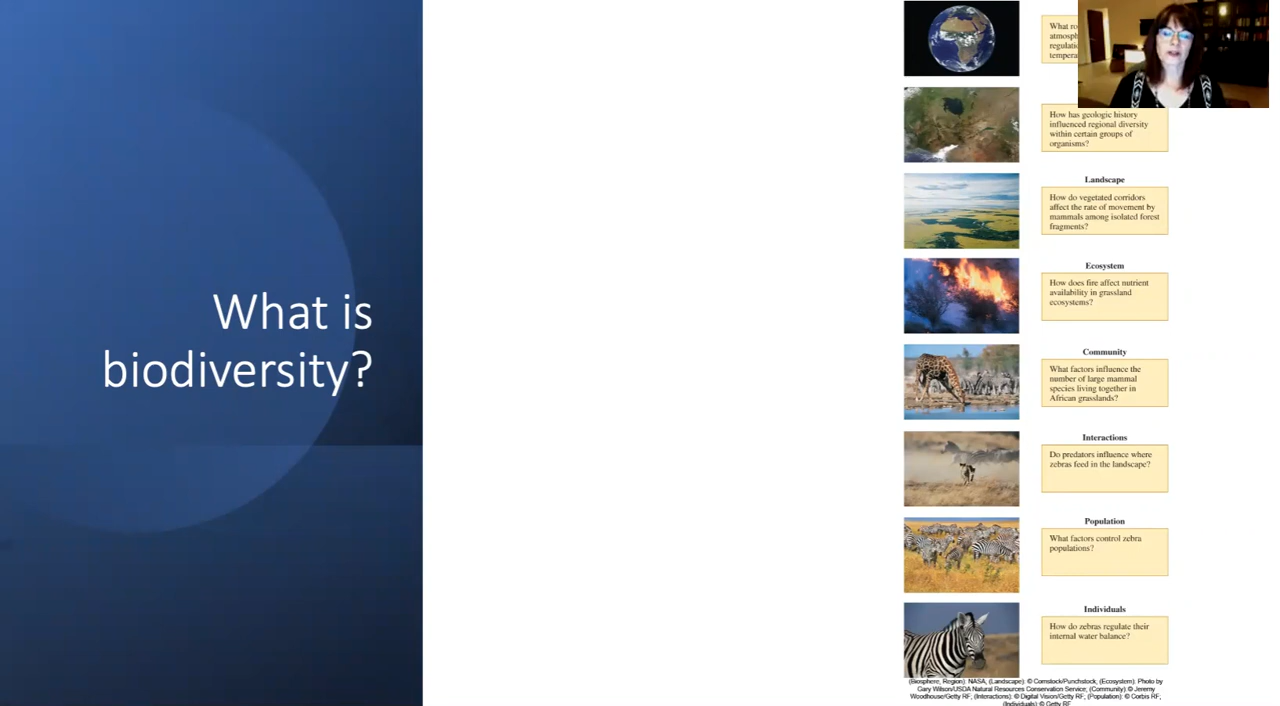 What is
biodiversity?
What ro
atmosph
regulati
tempera
How has geologic history
influenced regional diversity
within certain groups of
organisms?
Landscape
How do vegetated corridors
affect the rate of movement by
mammals among isolated forest
fragments?
Ecosystem
How does fire affect nutrient
availability in grassland
ecosystems?
Community
What factors influence the
number of large mammal
species living together in
African grasslands?
Interactions
Do predators influence where
zebras feed in the landscape?
Population
What factors control zebra
populations?
Individuals
How do zebras regulate their
internal water balance?
(Biosphere, Region): NASA; (Landscape): © Comstock/Punchstock; (Ecosystem): Photo by
Gary Wilson/USDA Natural Resources Conservation Service; (Community) © Jeremy
Woodhouse/Getty RF; (Interactions): © Digital Vision/Getty RF; (Population): © Corbis RF;
(Individuals) © Getty RF